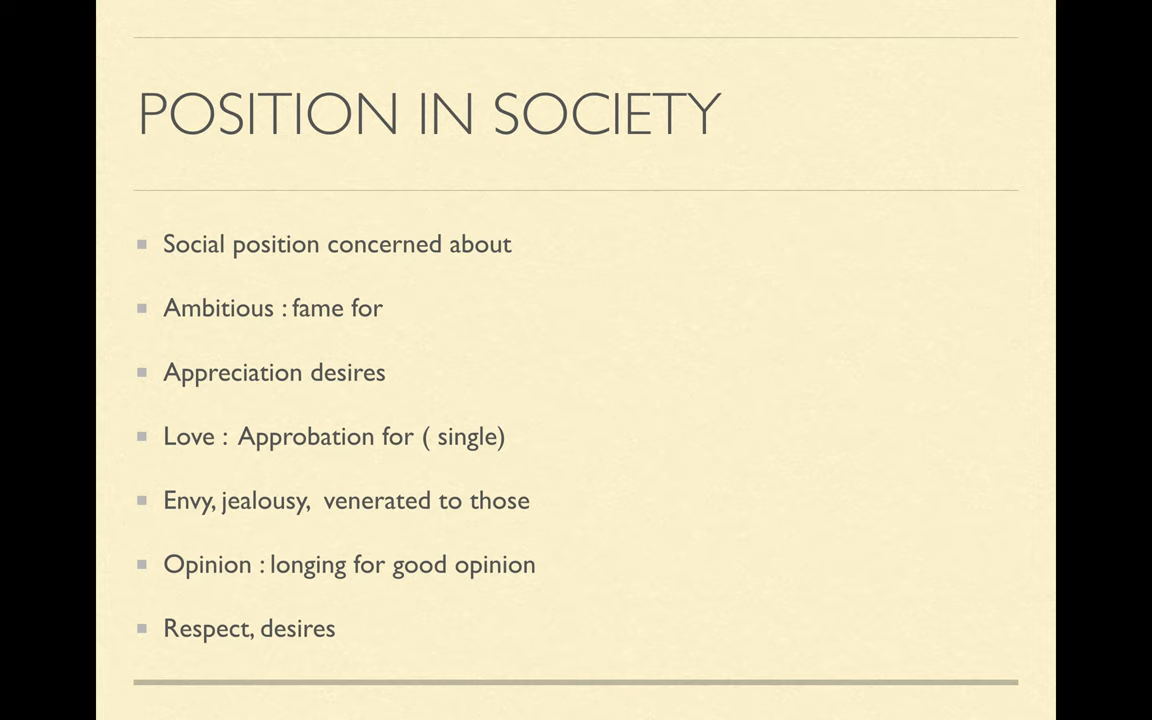 POSITION IN SOCIETY
Social position concerned about
Ambitious : fame for
Appreciation desires
Love : Approbation for ( single)
Envy, jealousy, venerated to those
Opinion : longing for good opinion
Respect, desires